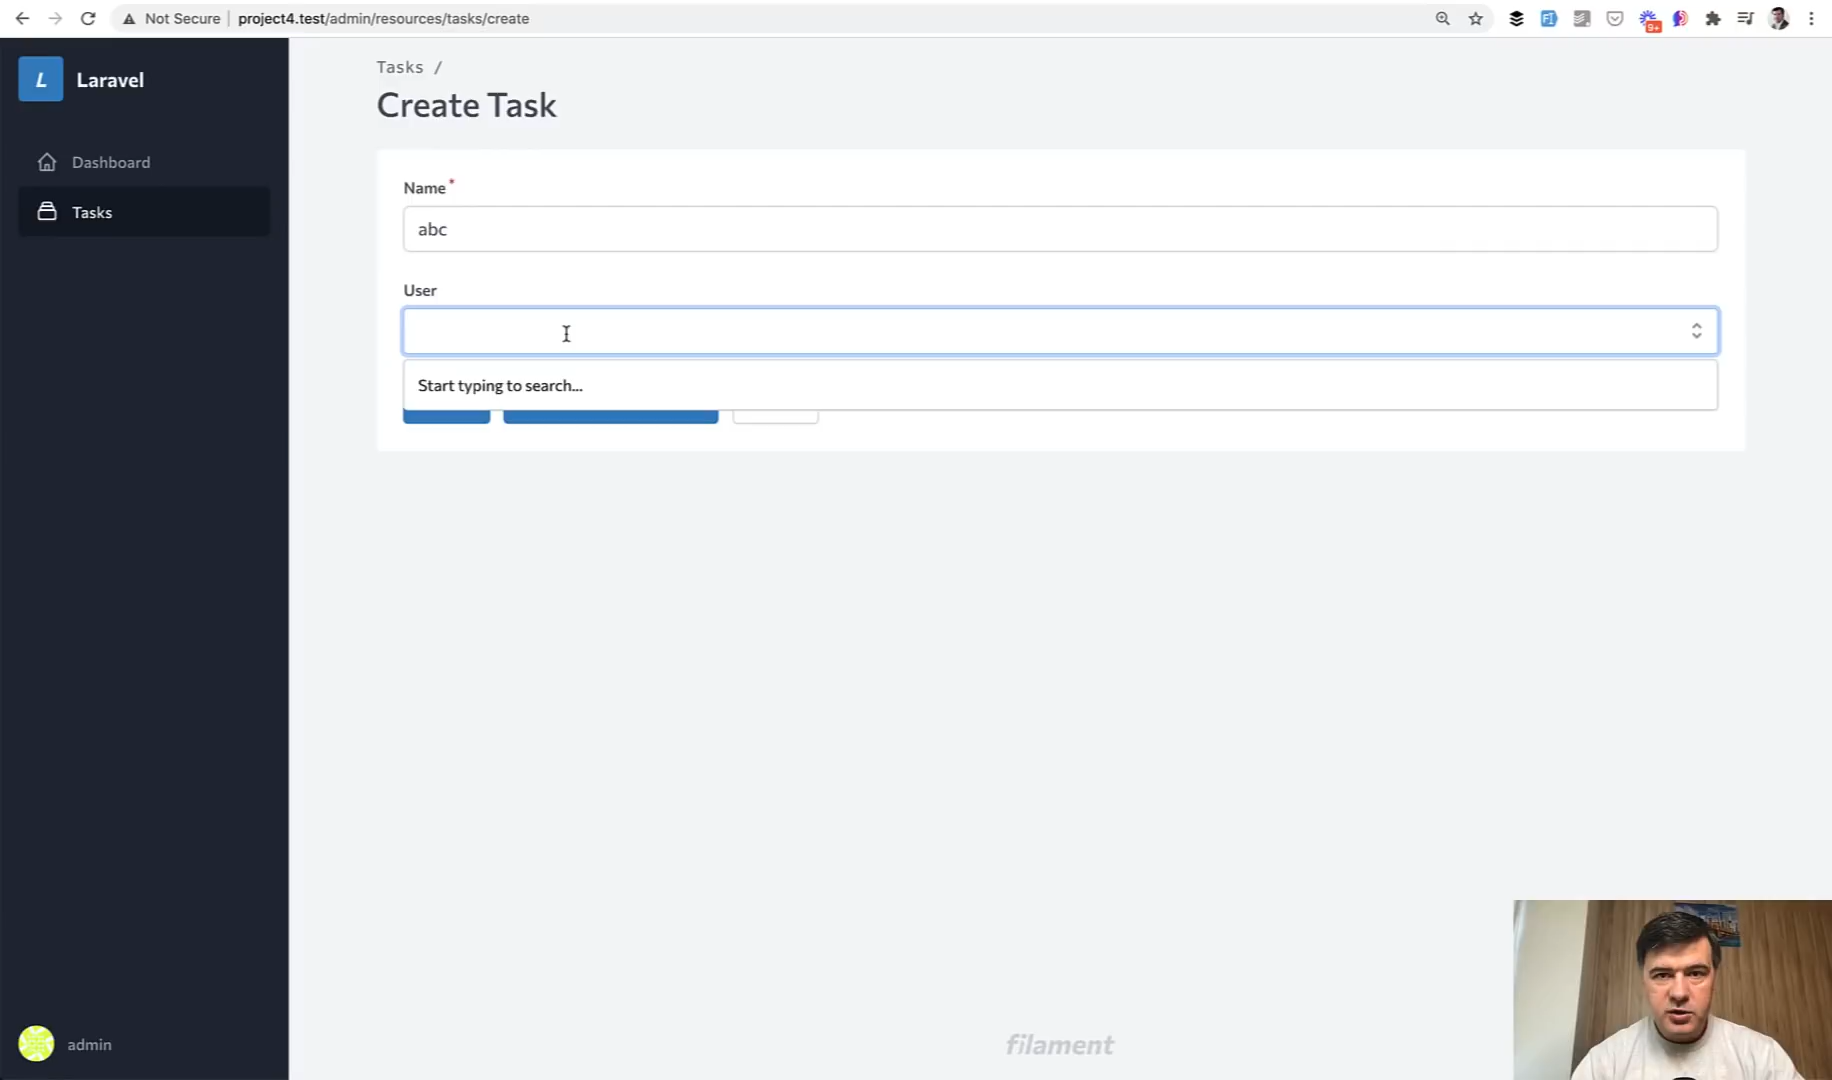 Not Secure | project4.test/admin/resources/tasks/create
9+
L Laravel
Dashboard
Tasks
Tasks /
Create Task
Name*
abc
User
Start typing to search...
admin
filament